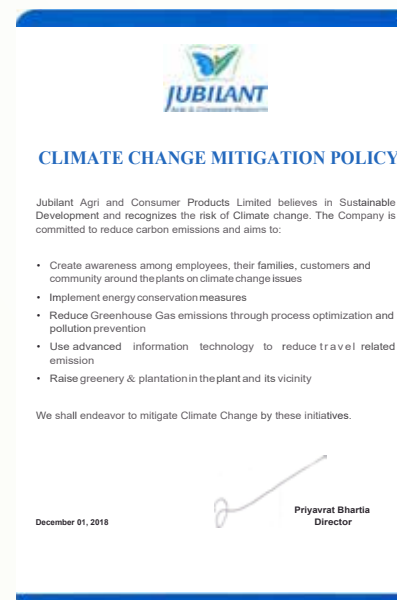 JUBILANT
Agri & Consumer Products
CLIMATE CHANGE MITIGATION POLICY
Jubilant Agri and Consumer Products Limited believes in Sustainable
Development and recognizes the risk of Climate change. The Company is
committed to reduce carbon emissions and aims to:
• Create awareness among employees, their families, customers and
community around the plants on climate change issues
• Implement energy conservation measures
• Reduce Greenhouse Gas emissions through process optimization and
pollution prevention
• Use advanced information technology to reduce travel related
emission
• Raise greenery & plantation in the plant and its vicinity
We shall endeavor to mitigate Climate Change by these initiatives.
Priyavrat Bhartia
December 01, 2018 Director